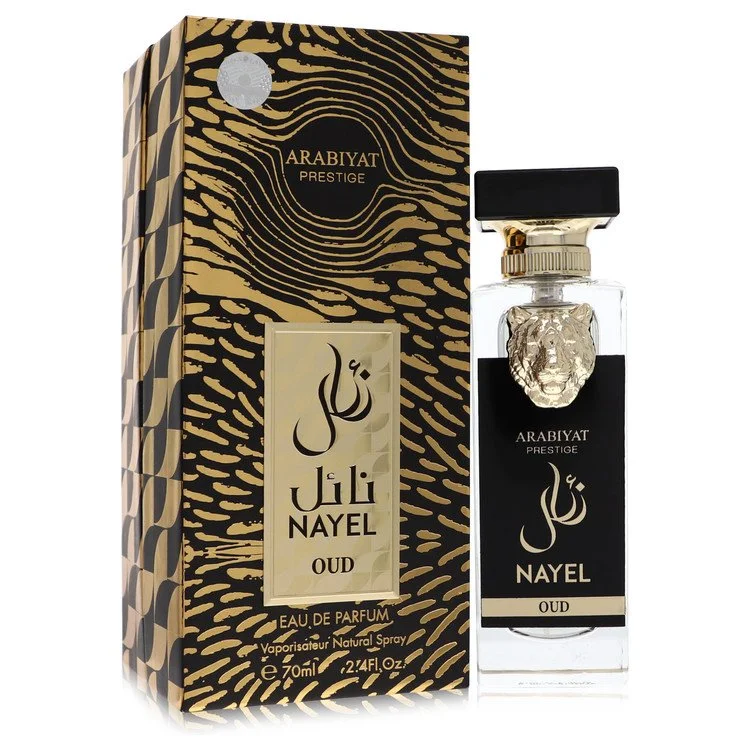 ARABIYAT
PRESTIGE
نائل
نائل
NAYEL
OUD
EAU DE PARFUM
Vaporisateur Natural Spray
e 70ml 2.4Fl.Oz.
ARABIYAT
PRESTIGE
نائل
NAYEL
OUD